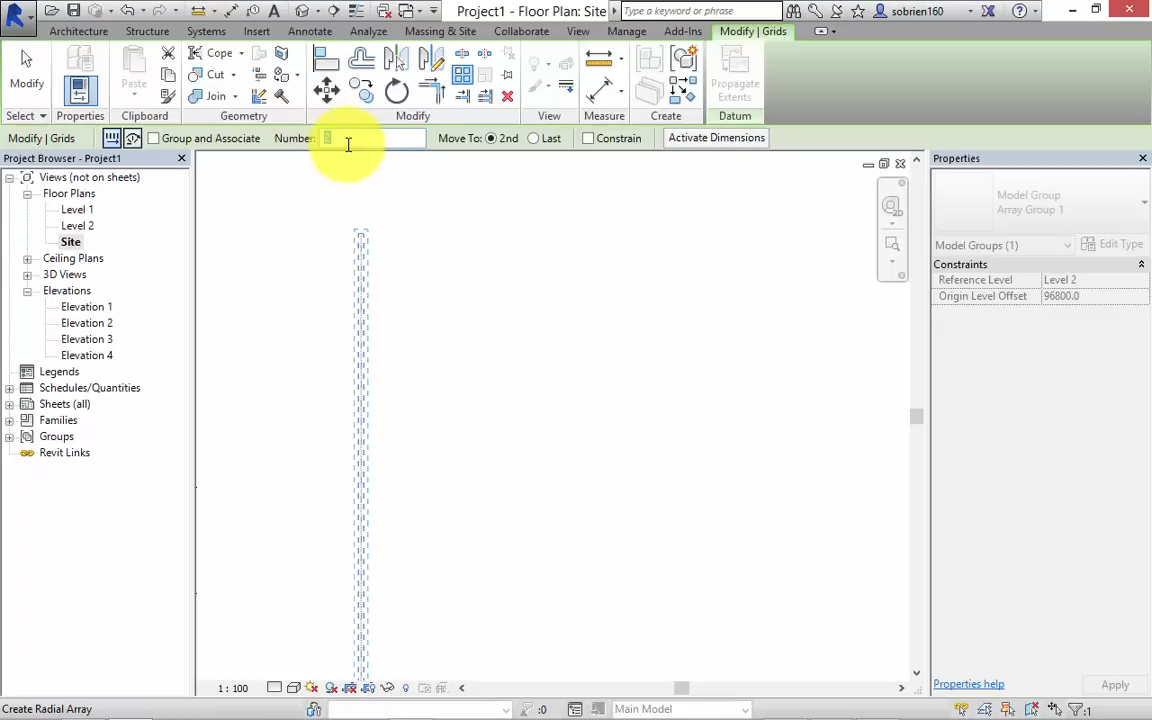 Project1 - Floor Plan: Site
Type a keyword or phrase
sobrien160
Architecture Structure Systems Insert Annotate Analyze Massing & Site Collaborate View Manage Add-Ins Modify | Grids
Modify
Paste
Cope
Cut
Join
Propagate Extents
Select Properties Clipboard Geometry Modify View Measure Create Datum
Modify | Grids Group and Associate Number: Move To: 2nd Last Constrain Activate Dimensions
Project Browser - Project1
Views (not on sheets)
Floor Plans
Level 1
Level 2
Site
Ceiling Plans
3D Views
Elevations
Elevation 1
Elevation 2
Elevation 3
Elevation 4
Legends
Schedules/Quantities
Sheets (all)
Families
Groups
Revit Links
2D
Properties
Model Group
Array Group 1
Model Groups (1) Edit Type
Constraints
Reference Level Level 2
Origin Level Offset 96800.0
Properties help Apply
1 : 100
Create Radial Array :0 Main Model :1